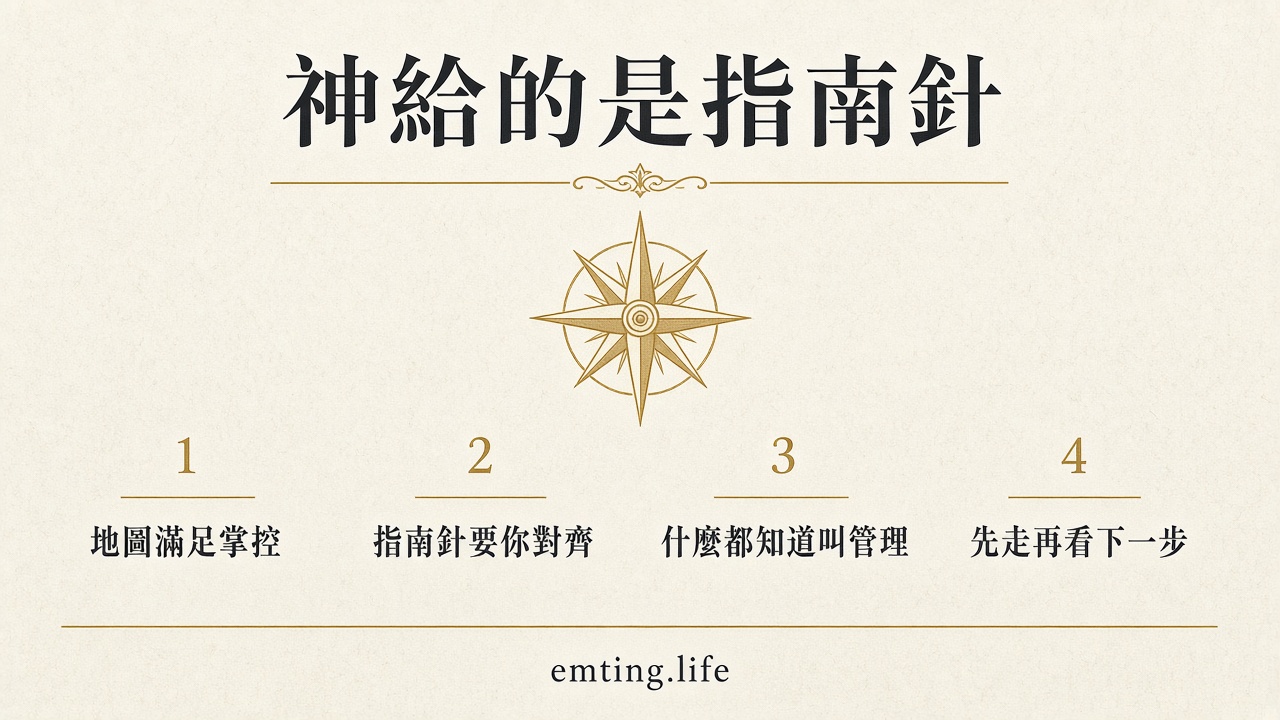 神給的是指南針
1
地圖滿足掌控
2
指南針要你對齊
3
什麼都知道叫管理
4
先走再看下一步
emting.life